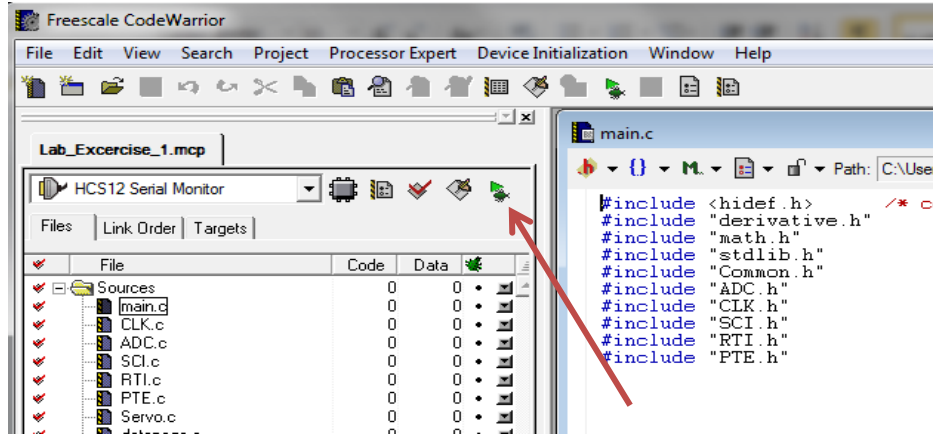 Freescale CodeWarrior
File Edit View Search Project Processor Expert Device Initialization Window Help
Lab_Excercise_1.mcp
HCS12 Serial Monitor
Files Link Order Targets
File Code Data
Sources 0 0
main.c 0 0
CLK.c 0 0
ADC.c 0 0
SCI.c 0 0
RTI.c 0 0
PTE.c 0 0
Servo.c 0 0
main.c
h {} M. Path: C:\Use
#include <hidef.h> /* c
#include "derivative.h"
#include "math.h"
#include "stdlib.h"
#include "Common.h"
#include "ADC.h"
#include "CLK.h"
#include "SCI.h"
#include "RTI.h"
#include "PTE.h"